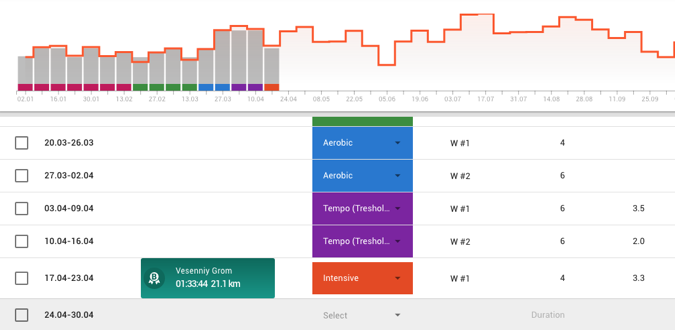 02.01 16.01 30.01 13.02 27.02 13.03 27.03 10.04 24.04 08.05 22.05 05.06 19.06 03.07 17.07 31.07 14.08 28.08 11.09 25.09
20.03-26.03 Aerobic W #1 4
27.03-02.04 Aerobic W #2 6
03.04-09.04 Tempo (Treshol... W #1 6 3.5
10.04-16.04 Tempo (Treshol... W #2 6 2.0
Vesenniy Grom
17.04-23.04 01:33:44 21.1 km Intensive W #1 4 3.3
24.04-30.04 Select Duration